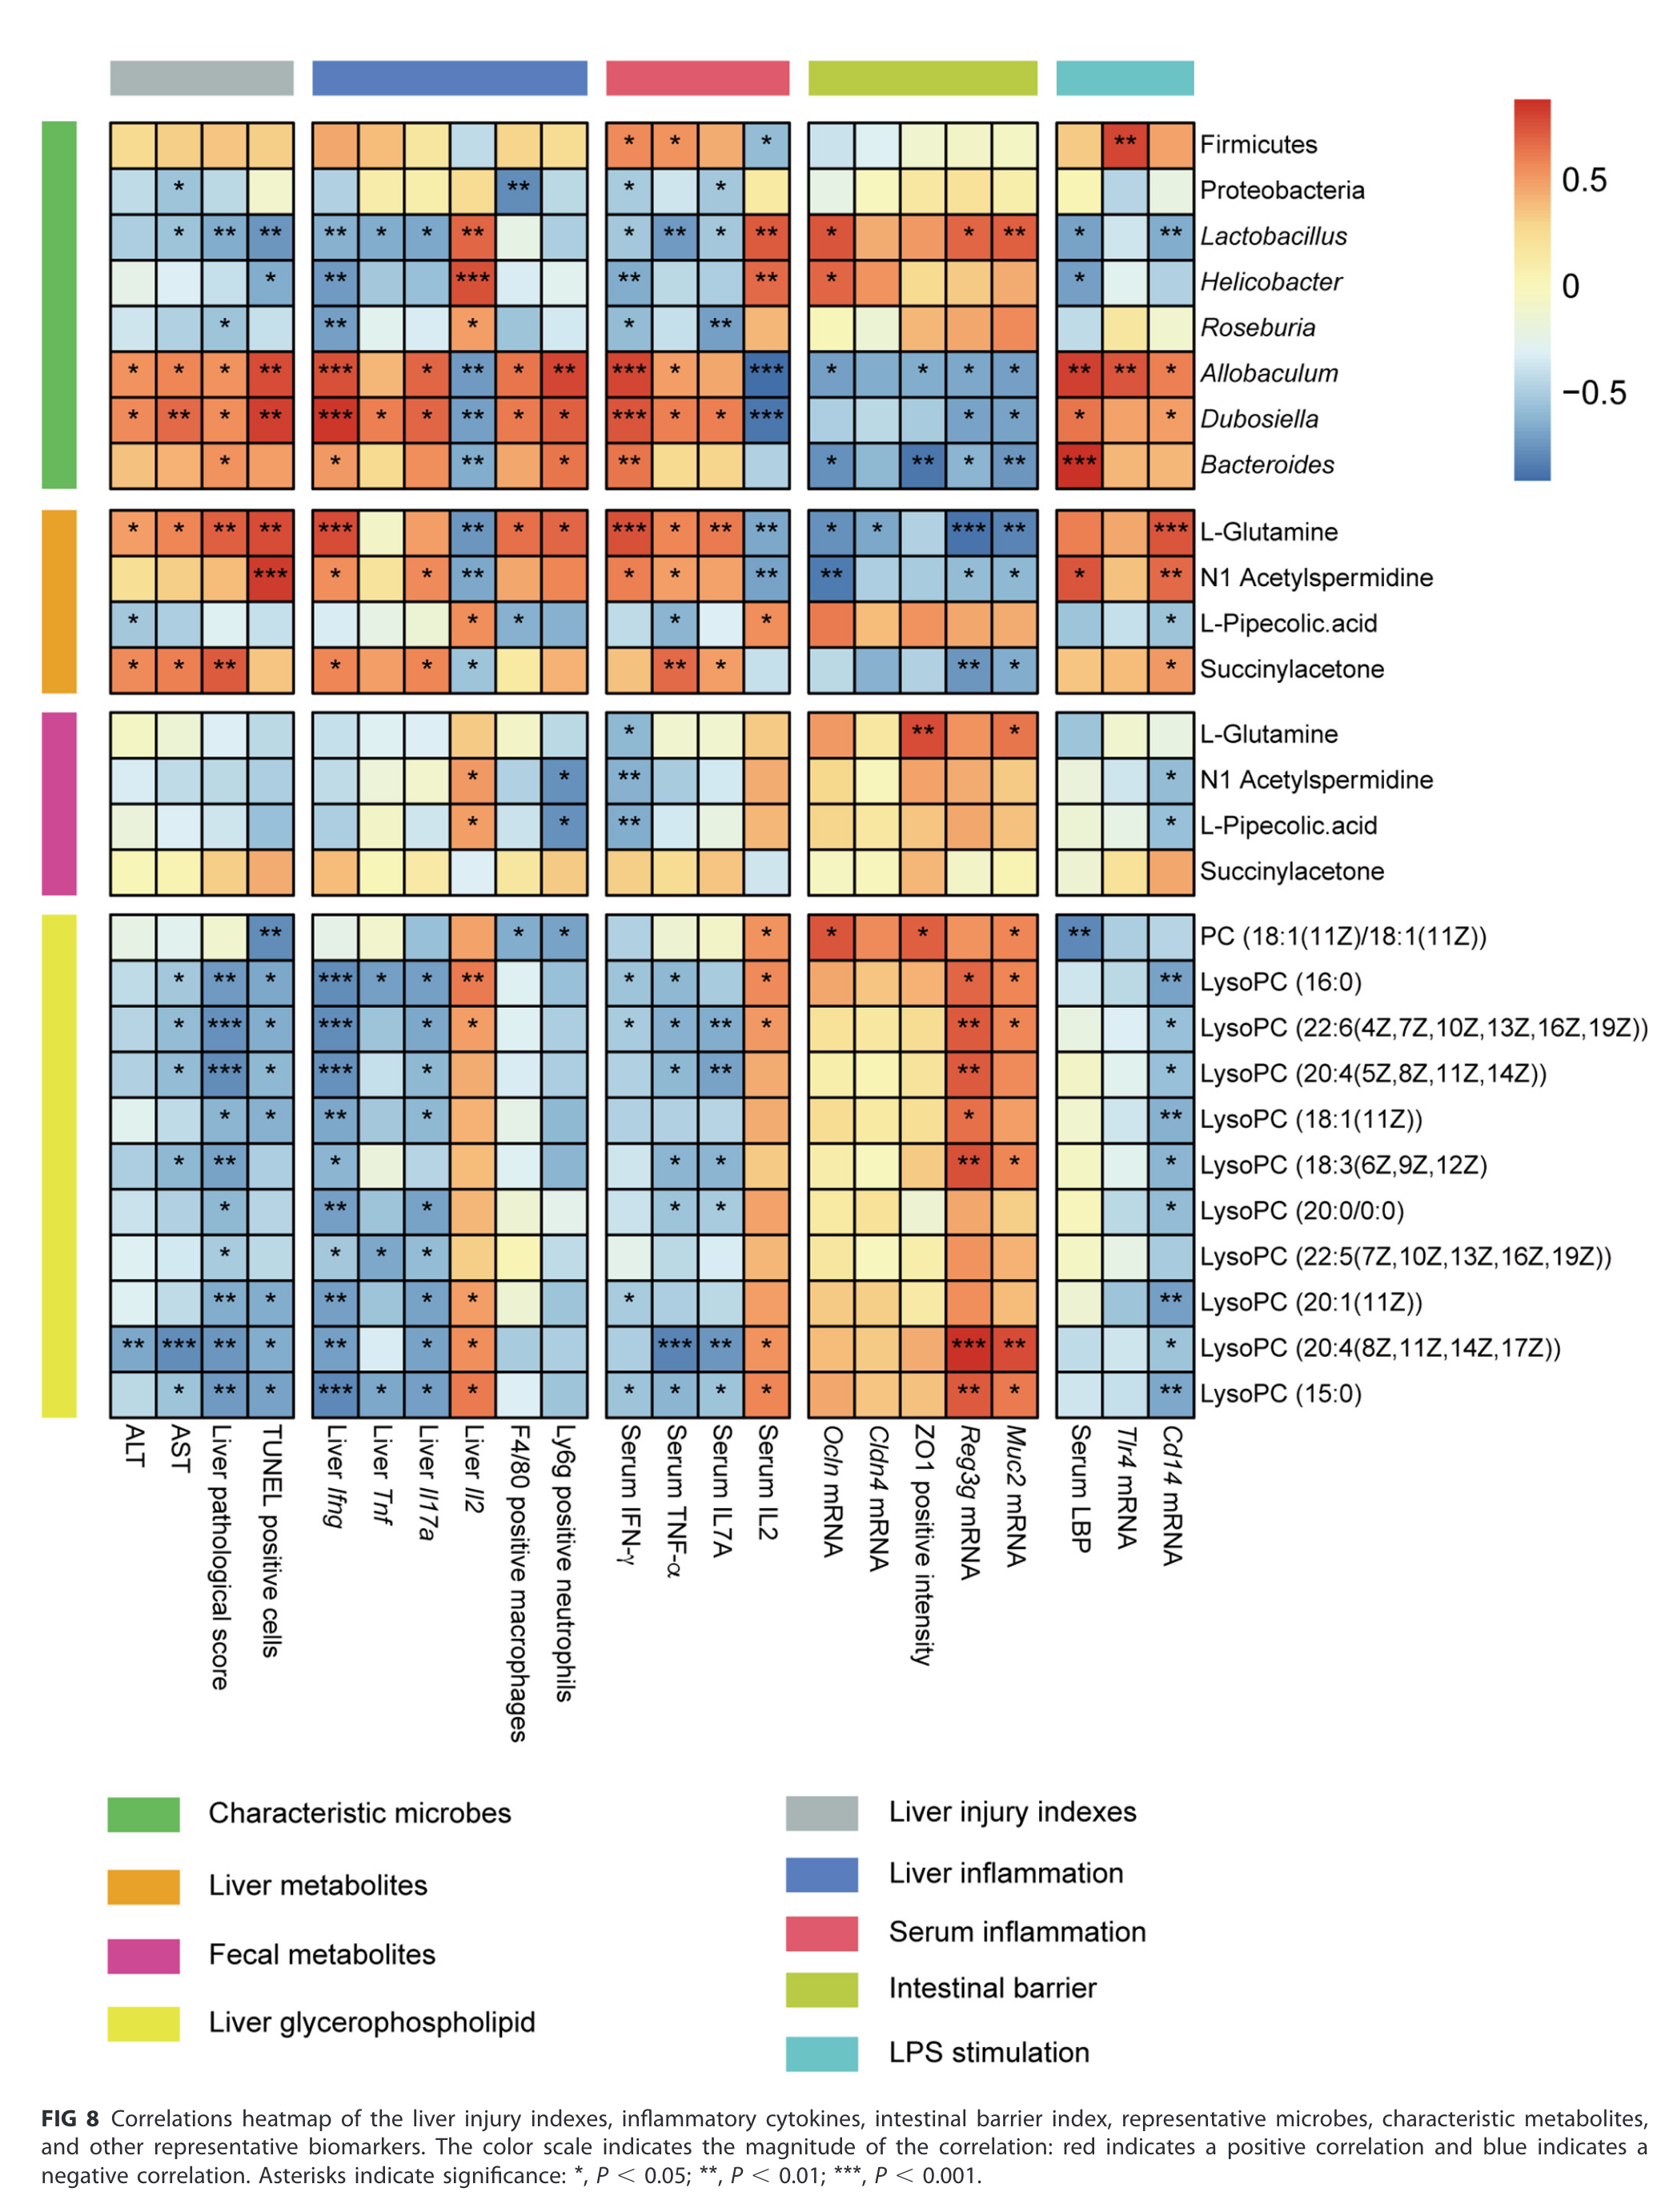 * * * ** Firmicutes
* ** * * Proteobacteria
* ** ** ** * * ** * ** * ** * * ** * ** Lactobacillus
* ** *** ** ** * * Helicobacter
* ** * * ** Roseburia
* * * ** *** * ** * ** *** * *** * * * * ** ** * Allobaculum
* ** * ** *** * * ** * * *** * * *** * * * * Dubosiella
* * ** * ** * ** * ** *** Bacteroides
* * ** ** *** ** * * *** * ** ** * * *** ** *** L-Glutamine
*** * * ** * * ** ** * * * ** N1 Acetylspermidine
* * * * * * L-Pipecolic.acid
* * ** * * * ** * ** * * Succinylacetone
* ** * L-Glutamine
* * ** * N1 Acetylspermidine
* * ** * L-Pipecolic.acid
Succinylacetone
** * * * * * * ** PC (18:1(11Z)/18:1(11Z))
* ** * *** * * ** * * * * * ** LysoPC (16:0)
* *** * *** * * * * ** * ** * * LysoPC (22:6(4Z,7Z,10Z,13Z,16Z,19Z))
* *** * *** * * ** ** * LysoPC (20:4(5Z,8Z,11Z,14Z))
* * ** * * ** LysoPC (18:1(11Z))
* ** * * * ** * * LysoPC (18:3(6Z,9Z,12Z)
* ** * * * * LysoPC (20:0/0:0)
* * * * LysoPC (22:5(7Z,10Z,13Z,16Z,19Z))
** * ** * * * ** LysoPC (20:1(11Z))
** *** ** * ** * * *** ** * *** ** * LysoPC (20:4(8Z,11Z,14Z,17Z))
* ** * *** * * * * * * * ** * ** LysoPC (15:0)
0.5
0
−0.5
ALT
AST
Liver pathological score
TUNEL positive cells
Liver Ifng
Liver Tnf
Liver Il17a
Liver Il2
F4/80 positive macrophages
Ly6g positive neutrophils
Serum IFN-γ
Serum TNF-α
Serum IL7A
Serum IL2
Ocln mRNA
Cldn4 mRNA
ZO1 positive intensity
Reg3g mRNA
Muc2 mRNA
Serum LBP
Tlr4 mRNA
Cd14 mRNA
Characteristic microbes
Liver metabolites
Fecal metabolites
Liver glycerophospholipid
Liver injury indexes
Liver inflammation
Serum inflammation
Intestinal barrier
LPS stimulation
FIG 8 Correlations heatmap of the liver injury indexes, inflammatory cytokines, intestinal barrier index, representative microbes, characteristic metabolites,
and other representative biomarkers. The color scale indicates the magnitude of the correlation: red indicates a positive correlation and blue indicates a
negative correlation. Asterisks indicate significance: *, P < 0.05; **, P < 0.01; ***, P < 0.001.